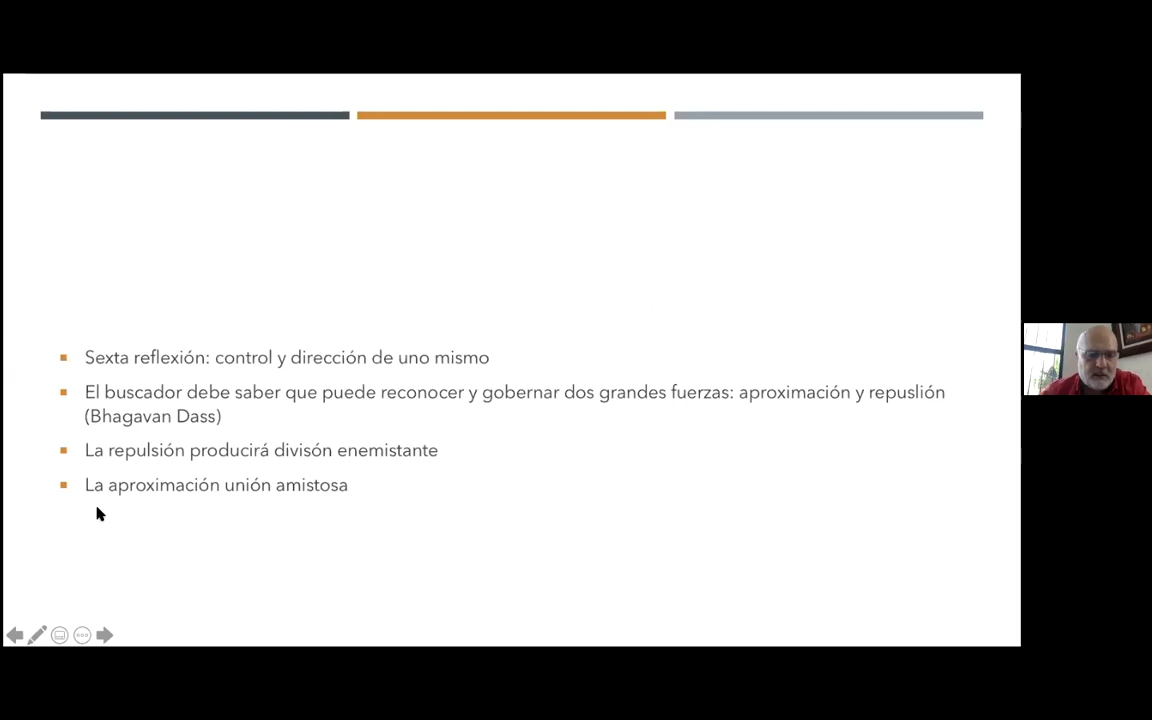 Sexta reflexión: control y dirección de uno mismo
El buscador debe saber que puede reconocer y gobernar dos grandes fuerzas: aproximación y repuslión
(Bhagavan Dass)
La repulsión producirá divisón enemistante
La aproximación unión amistosa